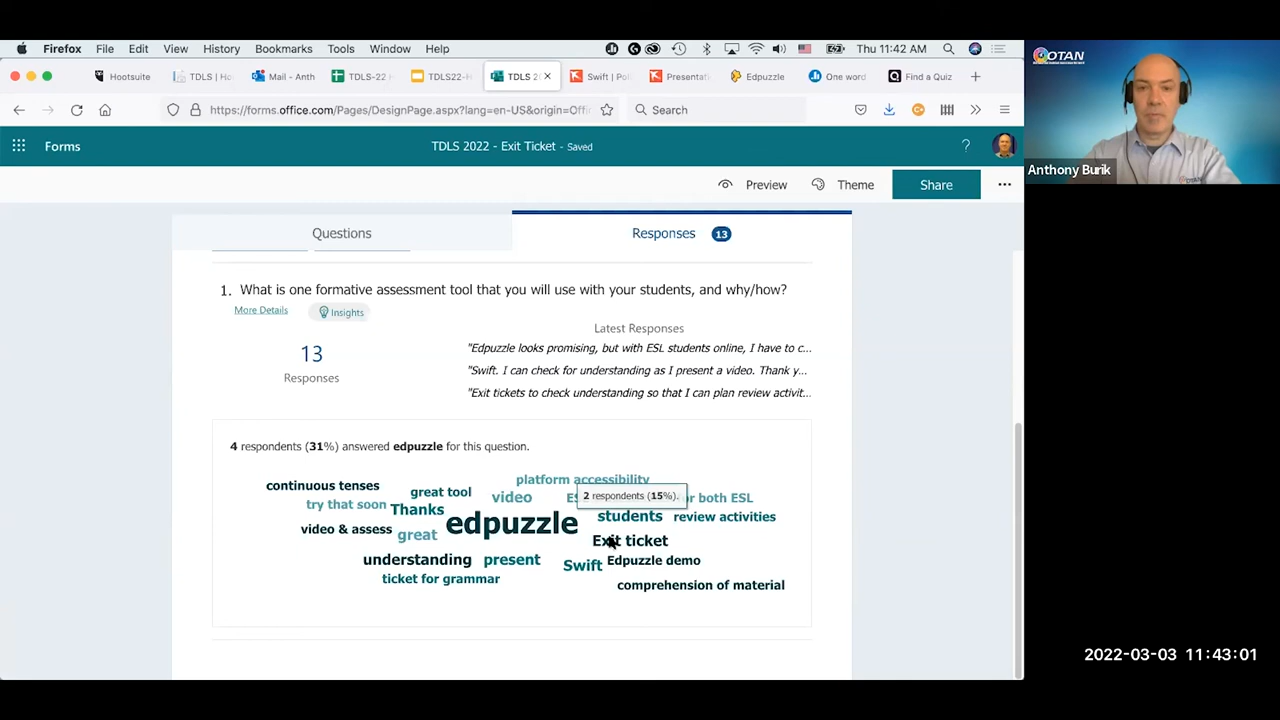 Firefox File Edit View History Bookmarks Tools Window Help Thu 11:42 AM
OTAN
Hootsuite TDLS | Ho Mail - Anth TDLS-22 TDLS22-H TDLS 20 Swift | Pol Presentati Edpuzzle One word Find a Quiz
https://forms.office.com/Pages/DesignPage.aspx?lang=en-US&origin=Offi Search
Forms TDLS 2022 - Exit Ticket - Saved ?
Anthony Burik
Preview Theme Share
Questions Responses 13
1. What is one formative assessment tool that you will use with your students, and why/how?
More Details Insights
Latest Responses
13
Responses
"Edpuzzle looks promising, but with ESL students online, I have to c...
"Swift. I can check for understanding as I present a video. Thank y...
"Exit tickets to check understanding so that I can plan review activit...
4 respondents (31%) answered edpuzzle for this question.
platform accessibility
continuous tenses great tool video ES 2 respondents (15%). or both ESL
try that soon Thanks edpuzzle students review activities
video & assess great Exit ticket
understanding present Swift Edpuzzle demo
ticket for grammar comprehension of material
2022-03-03 11:43:01